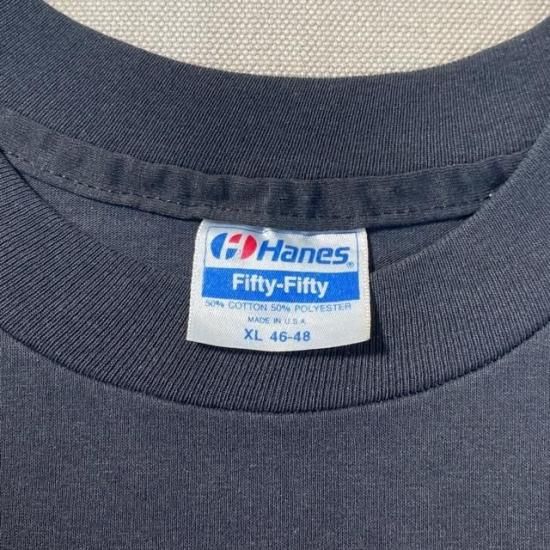 Hanes®
Fifty-Fifty
50% COTTON 50% POLYESTER
MADE IN U.S.A.
XL 46-48